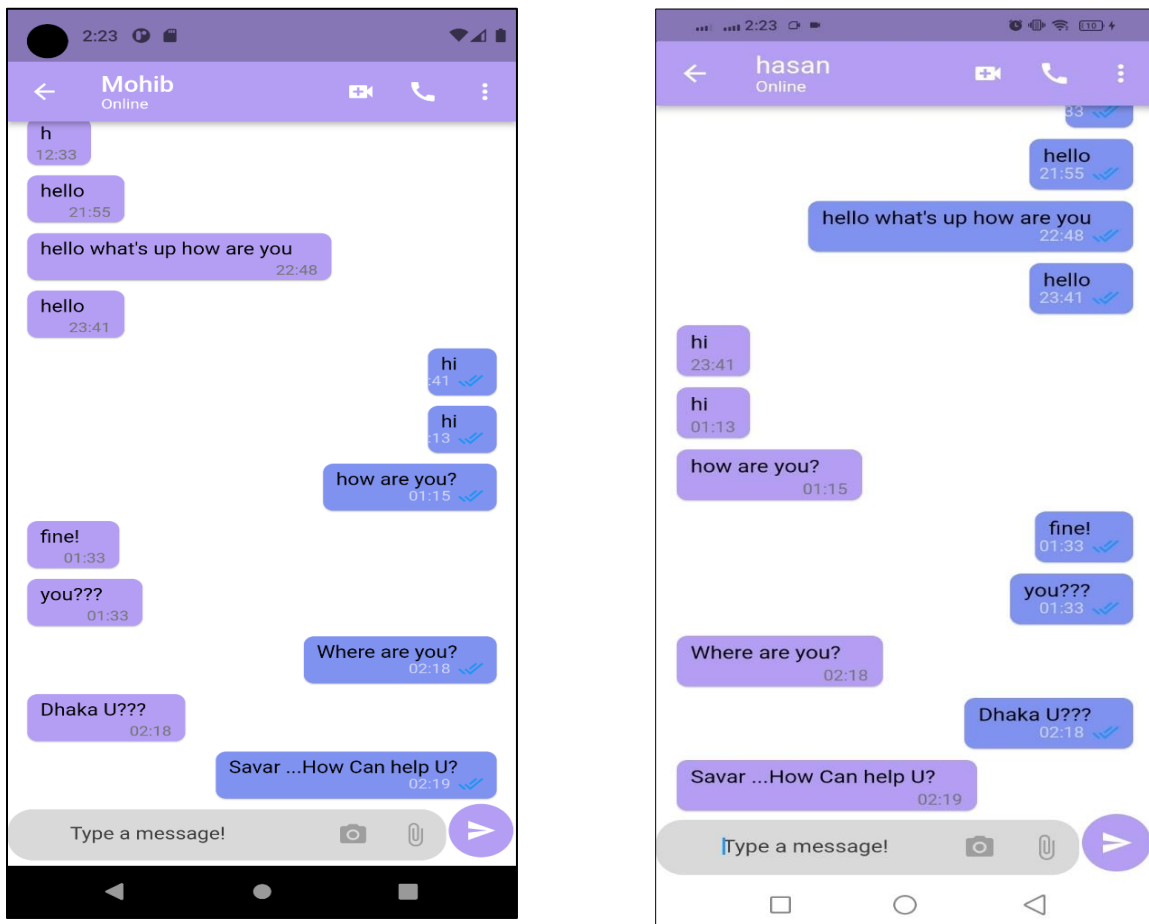 2:23
Mohib
Online
h
12:33
hello
21:55
hello what's up how are you
22:48
hello
23:41
hi
:41
hi
:13
how are you?
01:15
fine!
01:33
you???
01:33
Where are you?
02:18
Dhaka U???
02:18
Savar ...How Can help U?
02:19
Type a message!
2:23
10
hasan
Online
33
hello
21:55
hello what's up how are you
22:48
hello
23:41
hi
23:41
hi
01:13
how are you?
01:15
fine!
01:33
you???
01:33
Where are you?
02:18
Dhaka U???
02:18
Savar ...How Can help U?
02:19
Type a message!